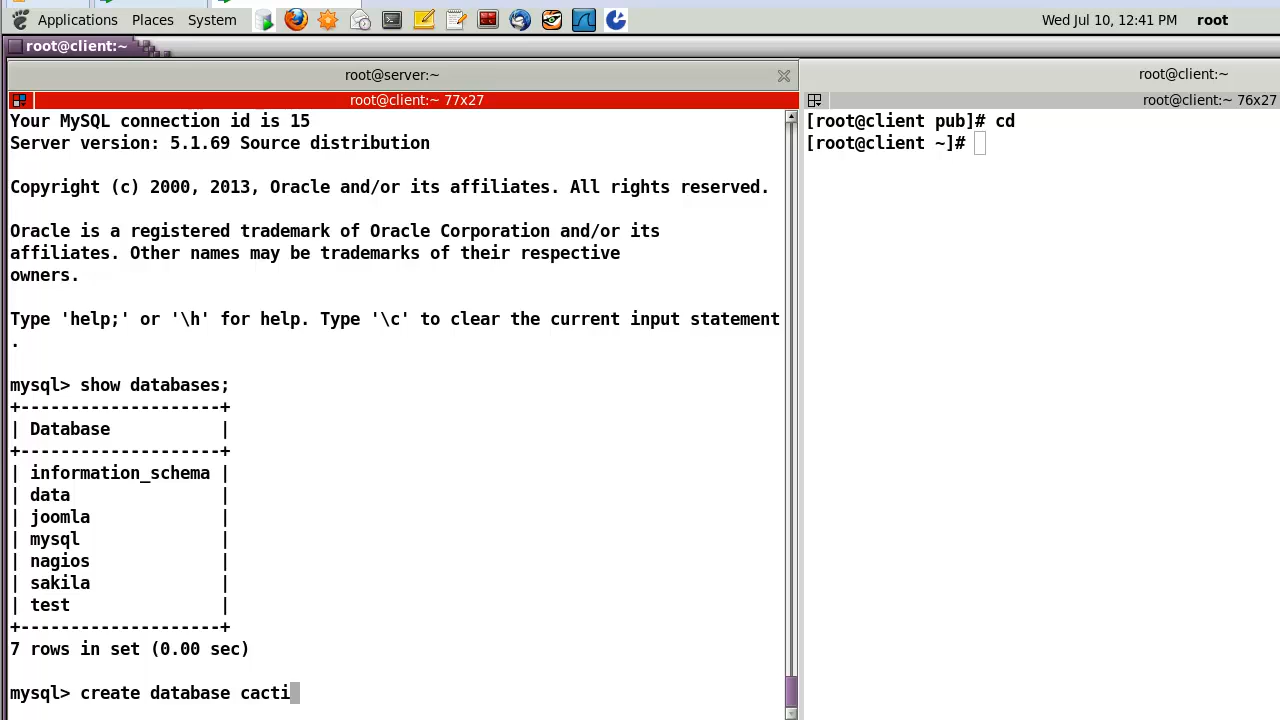 Applications Places System
Wed Jul 10, 12:41 PM root
root@client:~
root@server:~
root@client:~ 77x27
Your MySQL connection id is 15
Server version: 5.1.69 Source distribution
Copyright (c) 2000, 2013, Oracle and/or its affiliates. All rights reserved.
Oracle is a registered trademark of Oracle Corporation and/or its
affiliates. Other names may be trademarks of their respective
owners.
Type 'help;' or '\h' for help. Type '\c' to clear the current input statement
.
mysql> show databases;
+--------------------+
| Database           |
+--------------------+
| information_schema |
| data               |
| joomla             |
| mysql              |
| nagios             |
| sakila             |
| test               |
+--------------------+
7 rows in set (0.00 sec)
mysql> create database cacti
root@client:~
root@client:~ 76x27
[root@client pub]# cd
[root@client ~]#